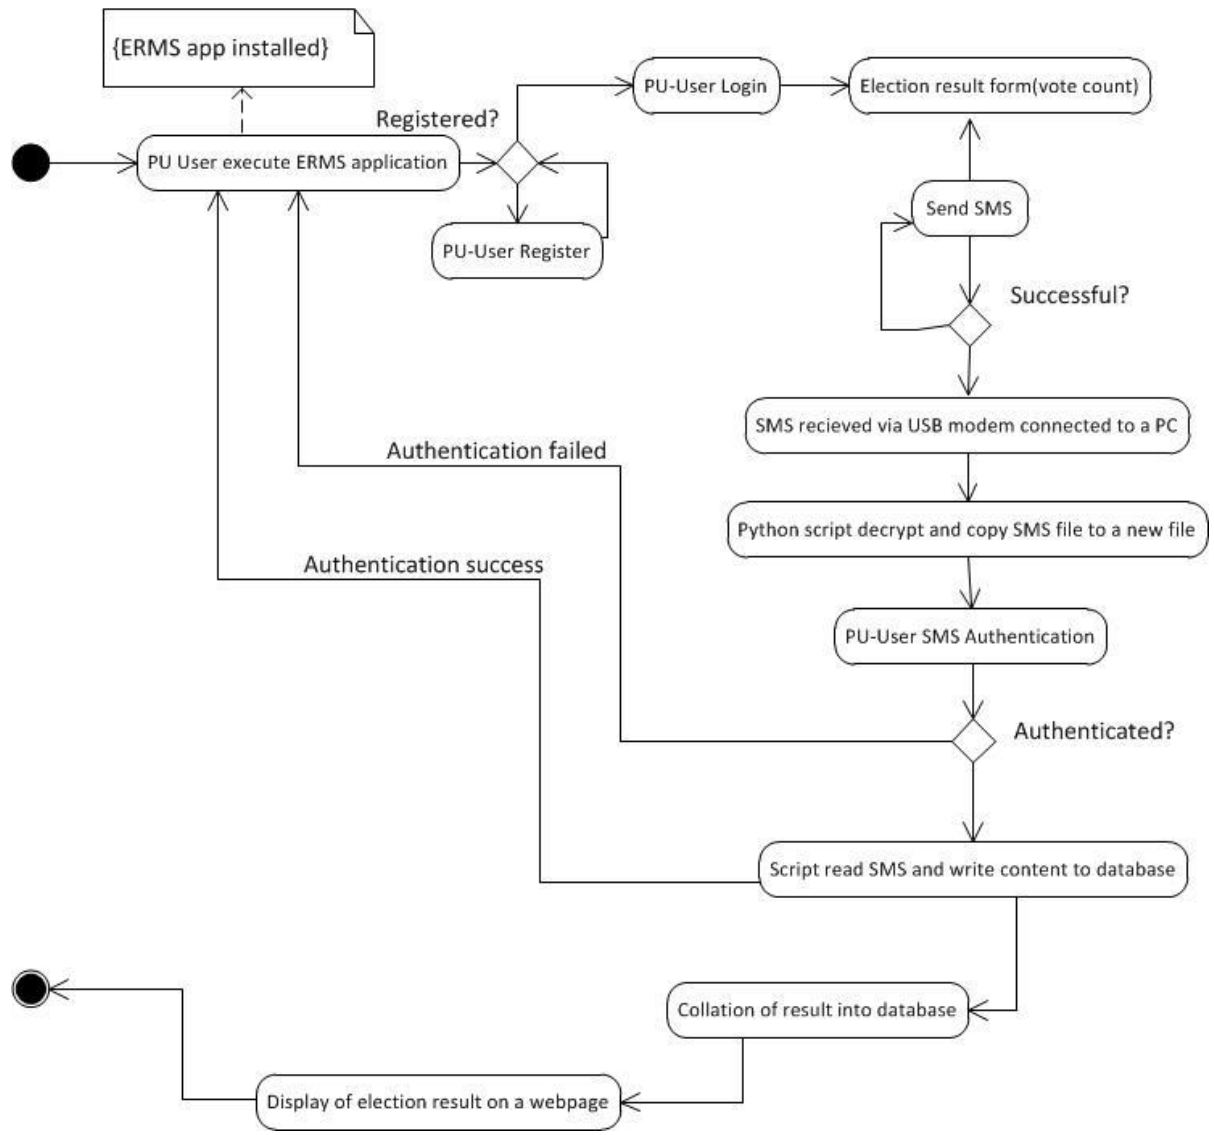 {ERMS app installed}
PU-User Login
Election result form(vote count)
Registered?
PU User execute ERMS application
Send SMS
PU-User Register
Successful?
SMS recieved via USB modem connected to a PC
Authentication failed
Python script decrypt and copy SMS file to a new file
Authentication success
PU-User SMS Authentication
Authenticated?
Script read SMS and write content to database
Collation of result into database
Display of election result on a webpage